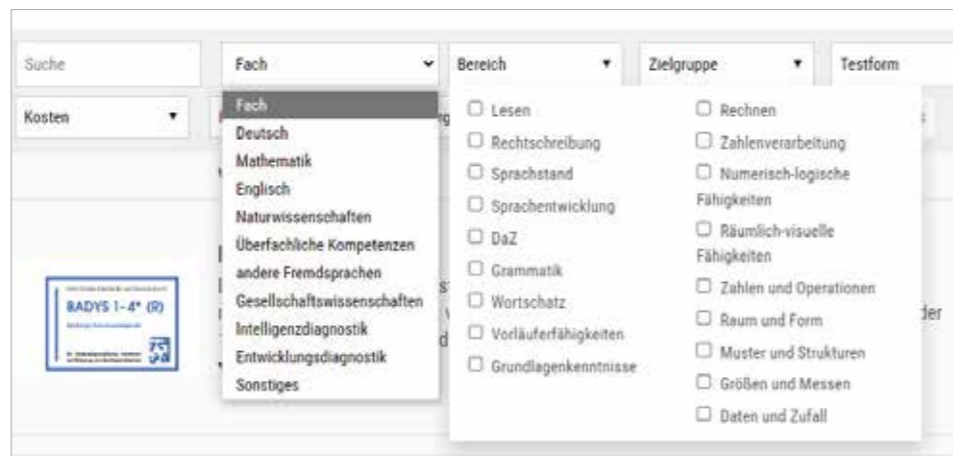 Suche
Fach
Bereich
Zielgruppe
Testform
Kosten
Fach
Deutsch
Mathematik
Englisch
Naturwissenschaften
Überfachliche Kompetenzen
andere Fremdsprachen
Gesellschaftswissenschaften
Intelligenzdiagnostik
Entwicklungsdiagnostik
Sonstiges
Lesen
Rechtschreibung
Sprachstand
Sprachentwicklung
DaZ
Grammatik
Wortschatz
Vorläuferfähigkeiten
Grundlagenkenntnisse
Rechnen
Zahlenverarbeitung
Numerisch-logische
Fähigkeiten
Räumlich-visuelle
Fähigkeiten
Zahlen und Operationen
Raum und Form
Muster und Strukturen
Größen und Messen
Daten und Zufall
BADYS 1-4+ (R)
der